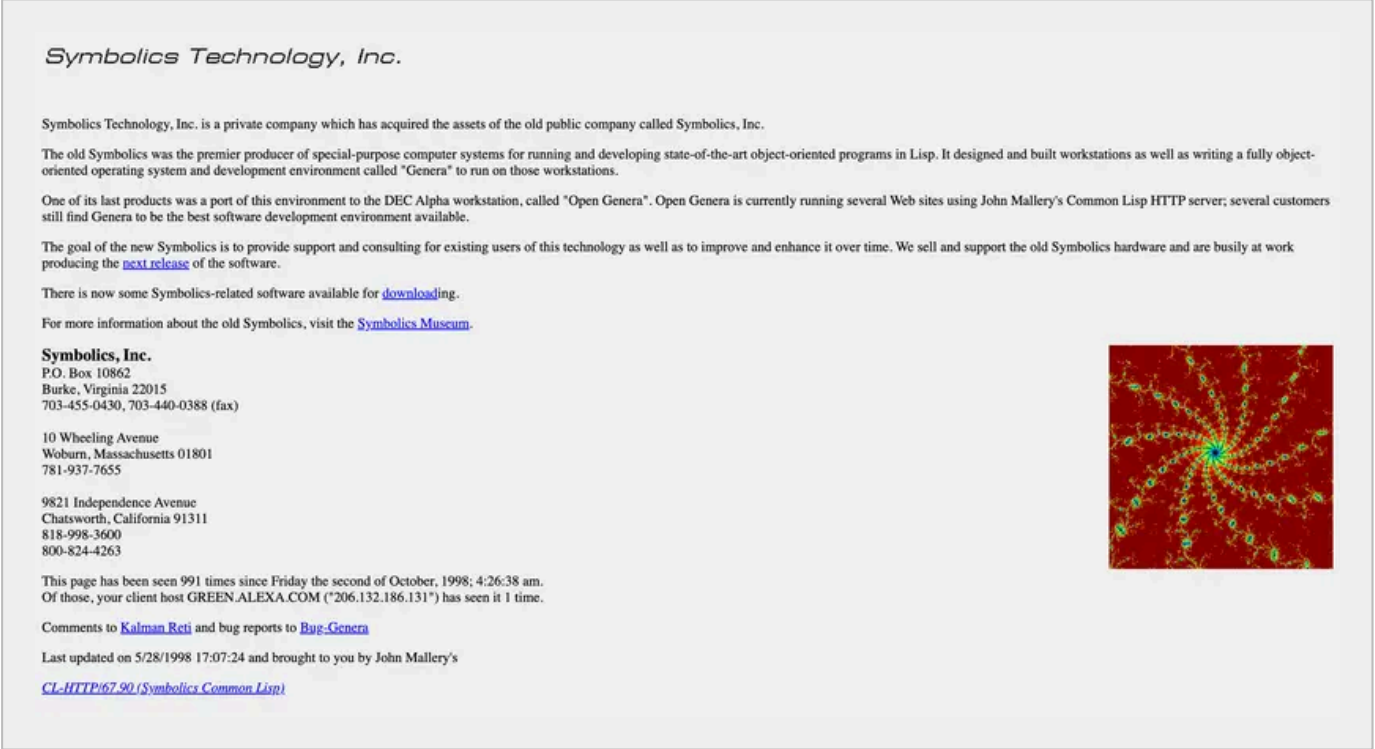 Symbolics Technology, Inc.
Symbolics Technology, Inc. is a private company which has acquired the assets of the old public company called Symbolics, Inc.
The old Symbolics was the premier producer of special-purpose computer systems for running and developing state-of-the-art object-oriented programs in Lisp. It designed and built workstations as well as writing a fully object-
oriented operating system and development environment called "Genera" to run on those workstations.
One of its last products was a port of this environment to the DEC Alpha workstation, called "Open Genera". Open Genera is currently running several Web sites using John Mallery's Common Lisp HTTP server; several customers
still find Genera to be the best software development environment available.
The goal of the new Symbolics is to provide support and consulting for existing users of this technology as well as to improve and enhance it over time. We sell and support the old Symbolics hardware and are busily at work
producing the next release of the software.
There is now some Symbolics-related software available for downloading.
For more information about the old Symbolics, visit the Symbolics Museum.
Symbolics, Inc.
P.O. Box 10862
Burke, Virginia 22015
703-455-0430, 703-440-0388 (fax)
10 Wheeling Avenue
Woburn, Massachusetts 01801
781-937-7655
9821 Independence Avenue
Chatsworth, California 91311
818-998-3600
800-824-4263
This page has been seen 991 times since Friday the second of October, 1998; 4:26:38 am.
Of those, your client host GREEN.ALEXA.COM ("206.132.186.131") has seen it 1 time.
Comments to Kalman Reti and bug reports to Bug-Genera
Last updated on 5/28/1998 17:07:24 and brought to you by John Mallery's
CL-HTTP/67.90 (Symbolics Common Lisp)